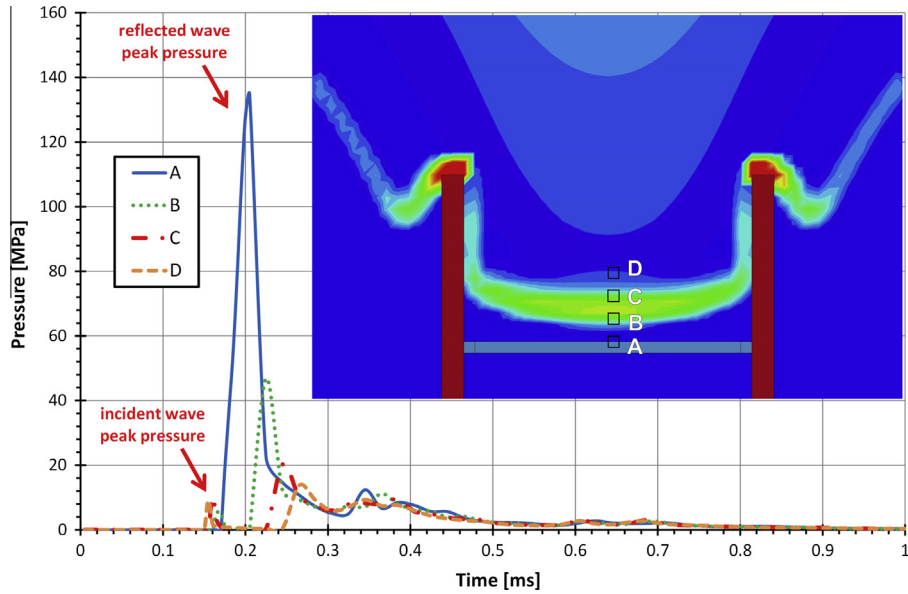 160
140
120
100
80
60
40
20
0
Pressure [MPa]
reflected wave
peak pressure
A
B
C
D
incident wave
peak pressure
D
C
B
A
0
0.1
0.2
0.3
0.4
0.5
0.6
0.7
0.8
0.9
1
Time [ms]